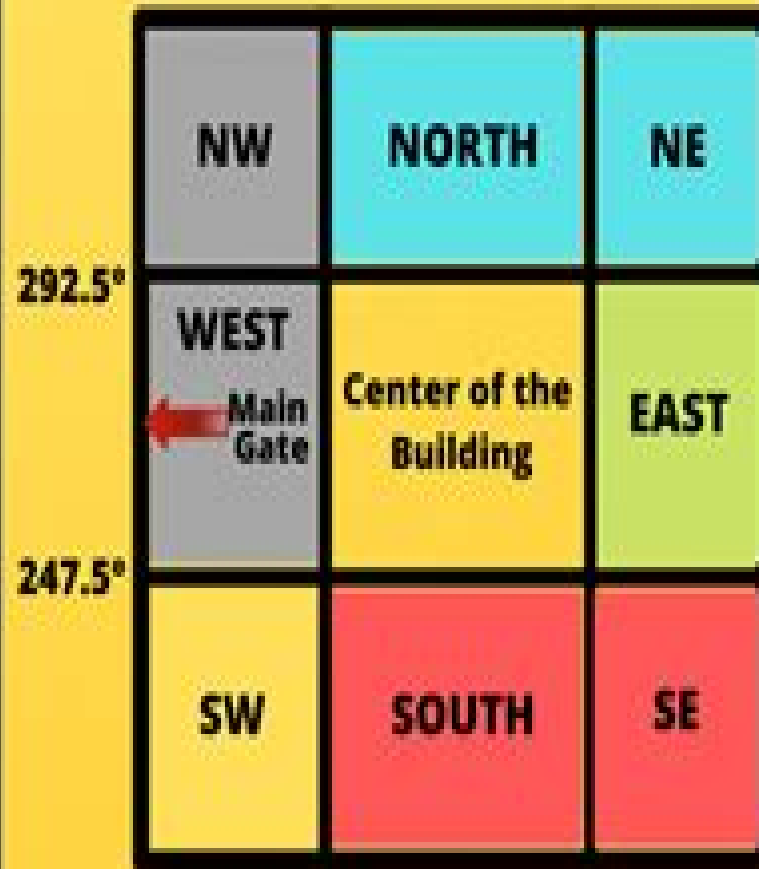 NW
NORTH
NE
292.5°
WEST
Main
Gate
Center of the
Building
EAST
247.5°
SW
SOUTH
SE